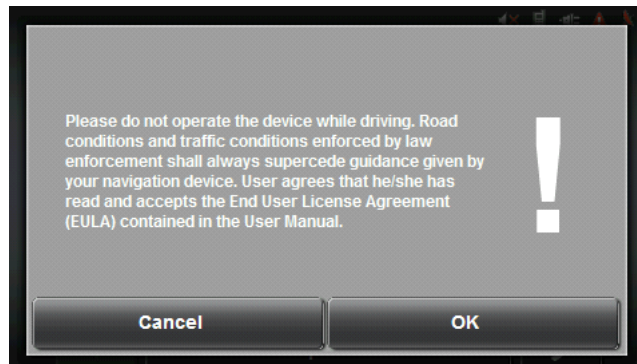 Please do not operate the device while driving. Road
conditions and traffic conditions enforced by law
enforcement shall always supercede guidance given by
your navigation device. User agrees that he/she has
read and accepts the End User License Agreement
(EULA) contained in the User Manual.
!
Cancel
OK